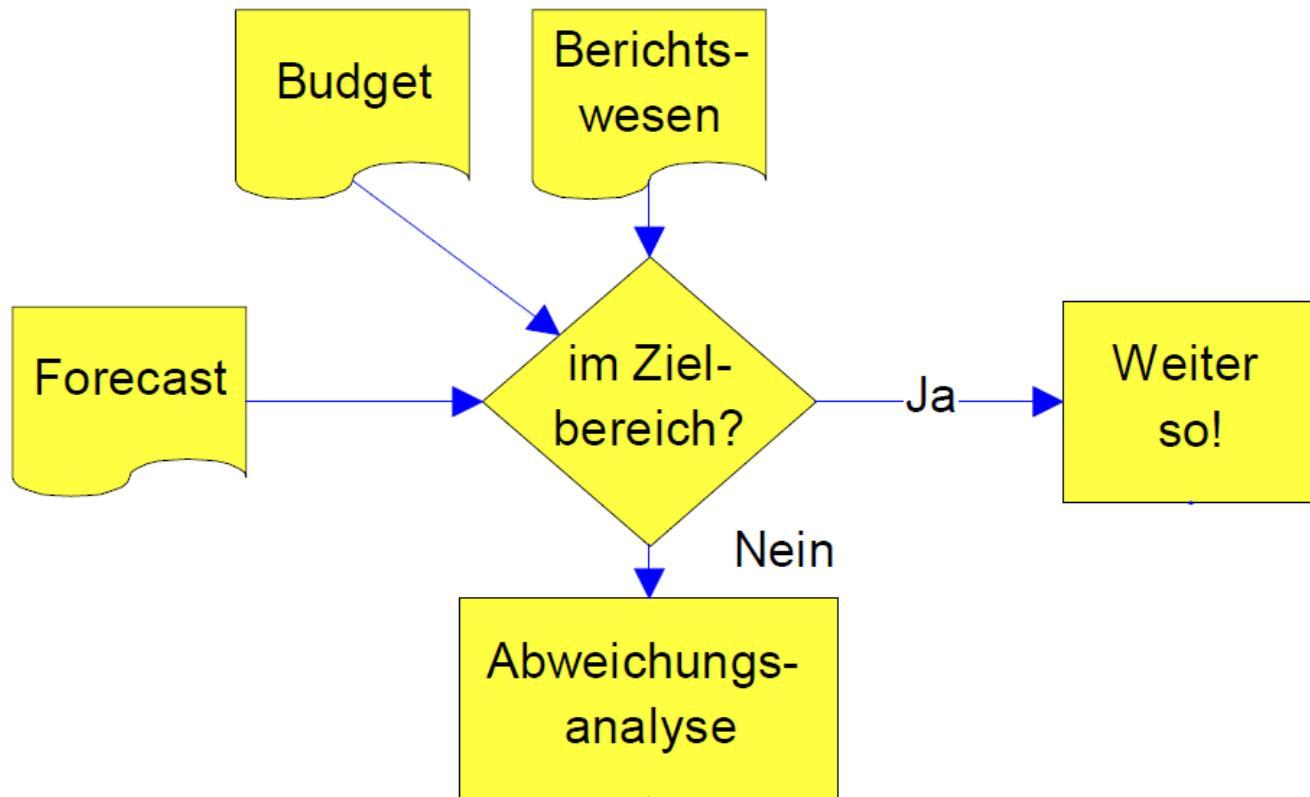 Budget
Berichts-
wesen
Forecast
im Ziel-
bereich?
Ja
Weiter
so!
Nein
Abweichungs-
analyse